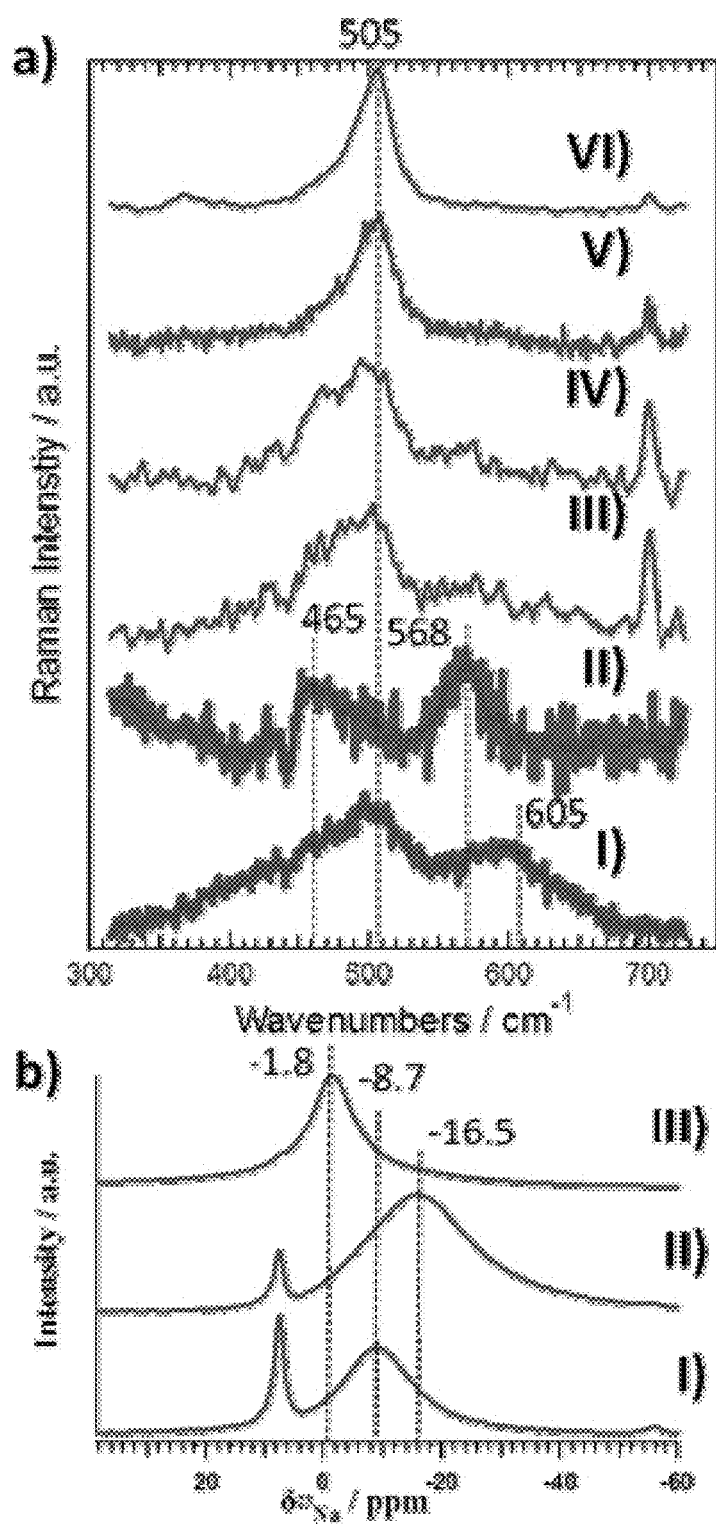 505
a)
VI)
V)
IV)
III)
465 568
II)
605
I)
Raman Intenstiy / a.u.
300 400 500 600 700
Wavenumbers / cm-1
b)
-1.8 -8.7
-16.5
III)
II)
I)
Intensity / a.u.
20 0 -20 -40 -60
/ ppm